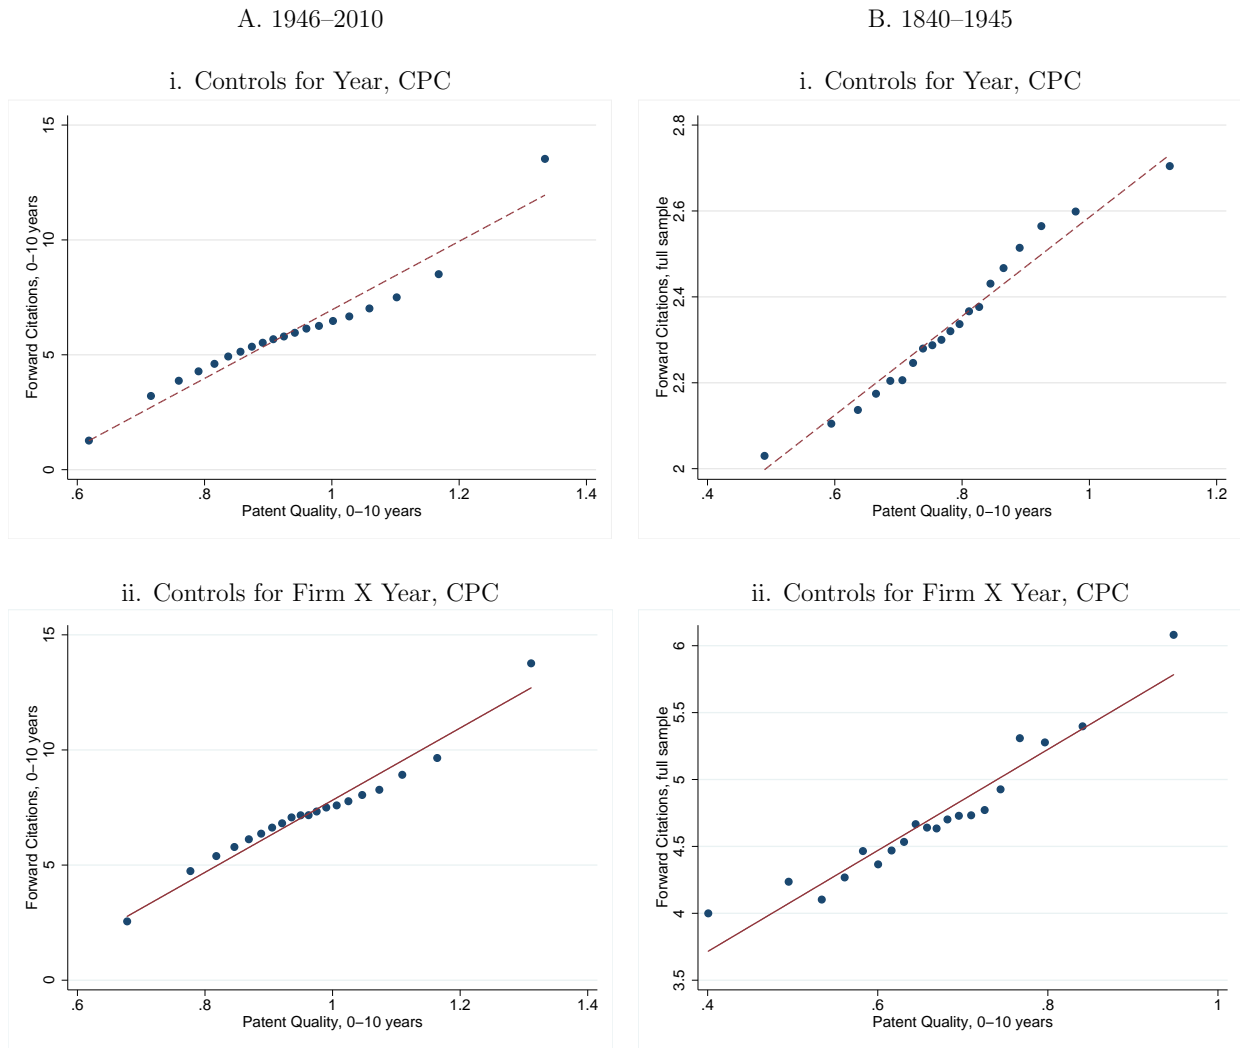 A. 1946–2010
B. 1840–1945
i. Controls for Year, CPC
Forward Citations, 0–10 years
15
10
5
0
.6
.8
1
1.2
1.4
Patent Quality, 0–10 years
i. Controls for Year, CPC
Forward Citations, full sample
2.8
2.6
2.4
2.2
2
.4
.6
.8
1
1.2
Patent Quality, 0–10 years
ii. Controls for Firm X Year, CPC
Forward Citations, 0–10 years
15
10
5
0
.6
.8
1
1.2
1.4
Patent Quality, 0–10 years
ii. Controls for Firm X Year, CPC
Forward Citations, full sample
6
5.5
5
4.5
4
3.5
.4
.6
.8
1
Patent Quality, 0–10 years